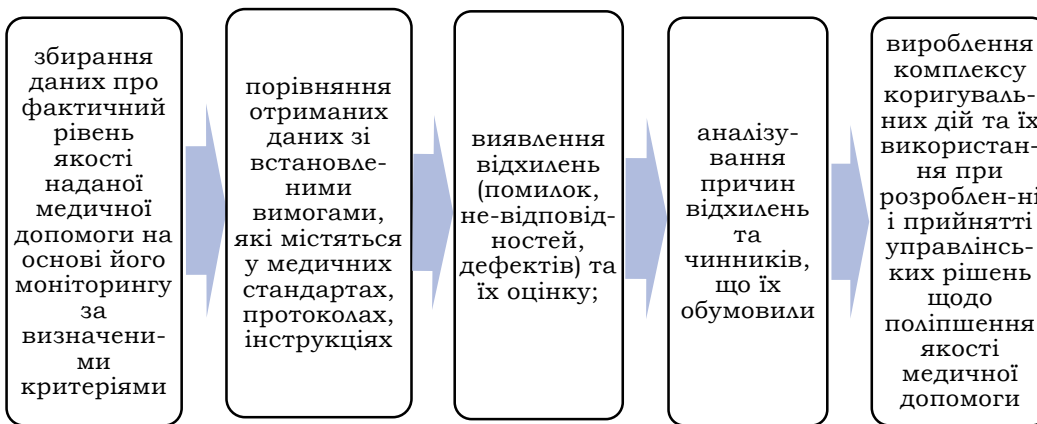 збирання
даних про
фактичний
рівень
якості
наданої
медичної
допомоги на
основі його
моніторингу
за
визначени-
ми
критеріями
порівняння
отриманих
даних зі
встановле-
ними
вимогами,
які містяться
у медичних
стандартах,
протоколах,
інструкціях
виявлення
відхилень
(помилок,
не-відповід-
ностей,
дефектів) та
їх оцінку;
аналізу-
вання
причин
відхилень
та
чинників,
що їх
обумовили
вироблення
комплексу
коригуваль-
них дій та їх
використан-
ня при
розроблен-ні
і прийнятті
управлінсь-
ких рішень
щодо
поліпшення
якості
медичної
допомоги